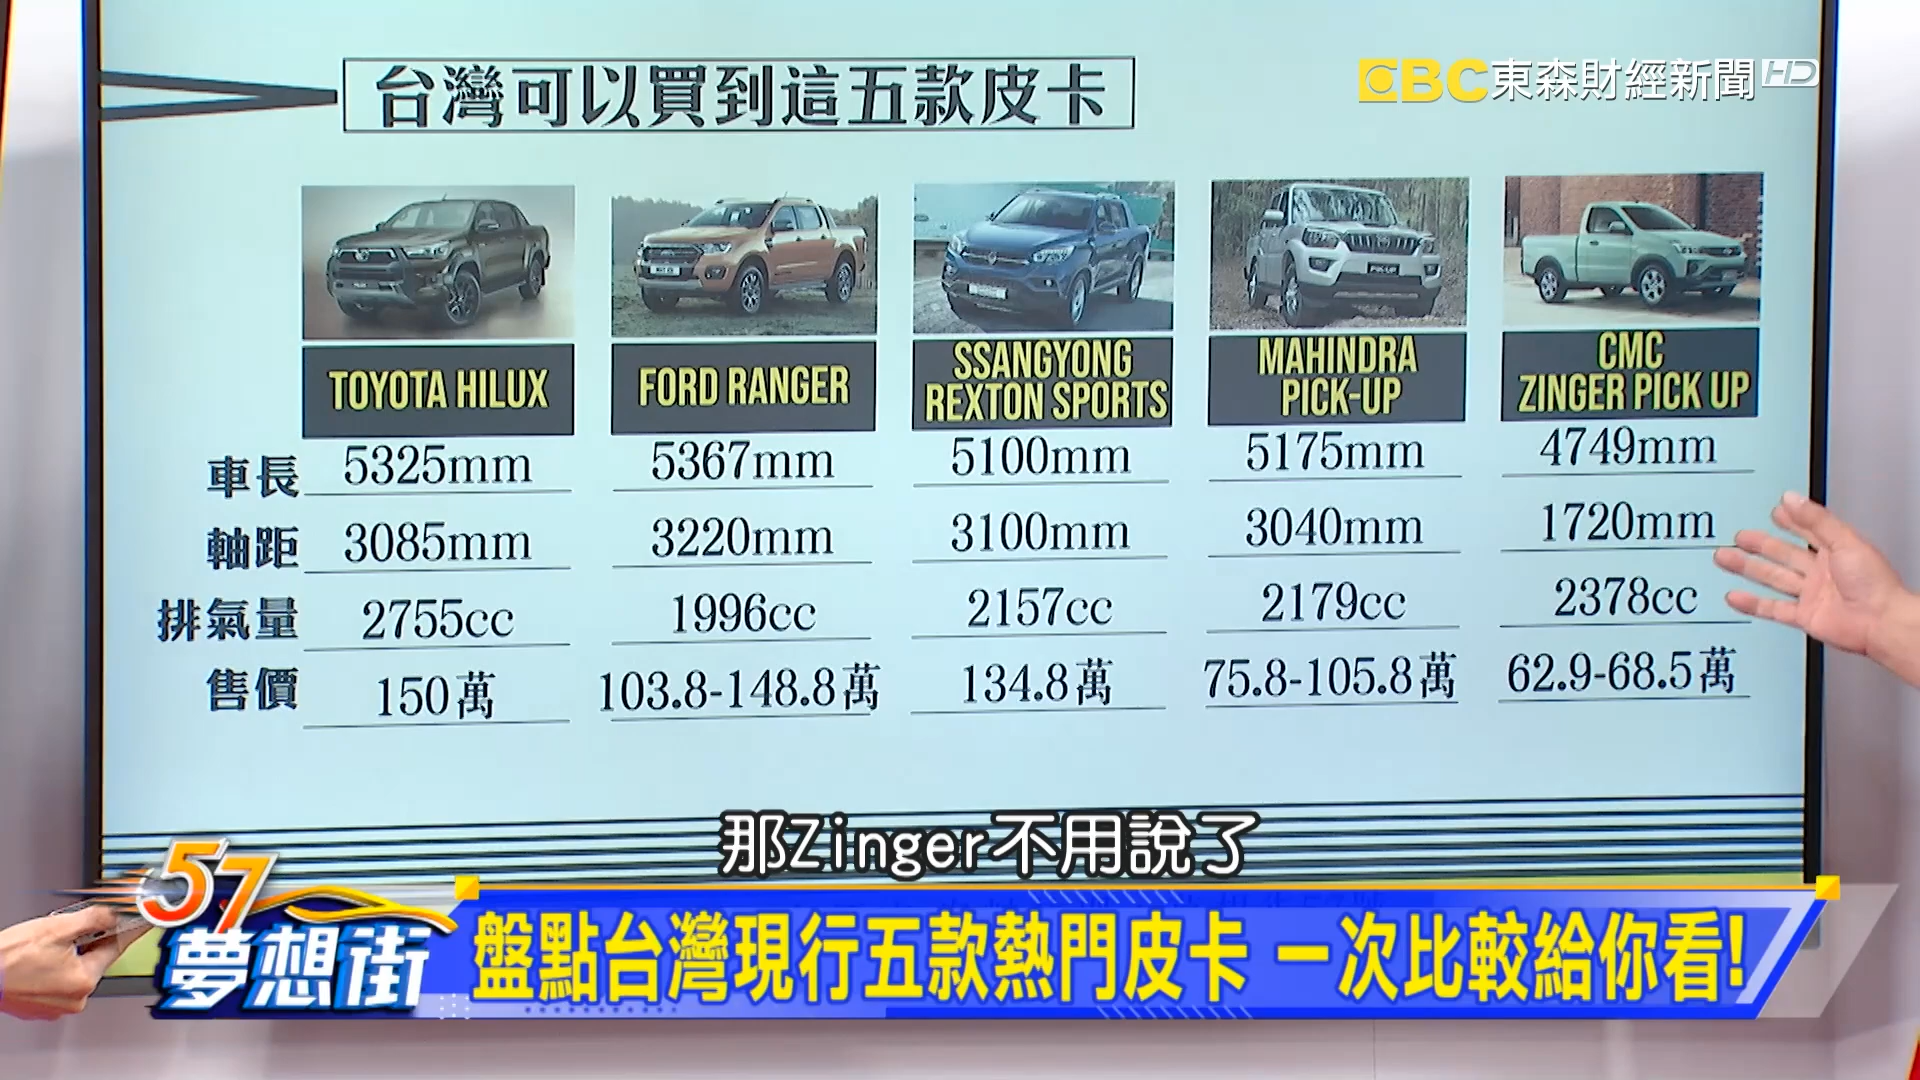 台灣可以買到這五款皮卡
EBC東森財經新聞HD
TOYOTA HILUX
FORD RANGER
SSANGYONG
REXTON SPORTS
MAHINDRA
PICK-UP
CMC
ZINGER PICK UP
車長 5325mm 5367mm 5100mm 5175mm 4749mm
軸距 3085mm 3220mm 3100mm 3040mm 1720mm
排氣量 2755cc 1996cc 2157cc 2179cc 2378cc
售價 150萬 103.8-148.8萬 134.8萬 75.8-105.8萬 62.9-68.5萬
那Zinger不用說了
57
夢想街
盤點台灣現行五款熱門皮卡 一次比較給你看!